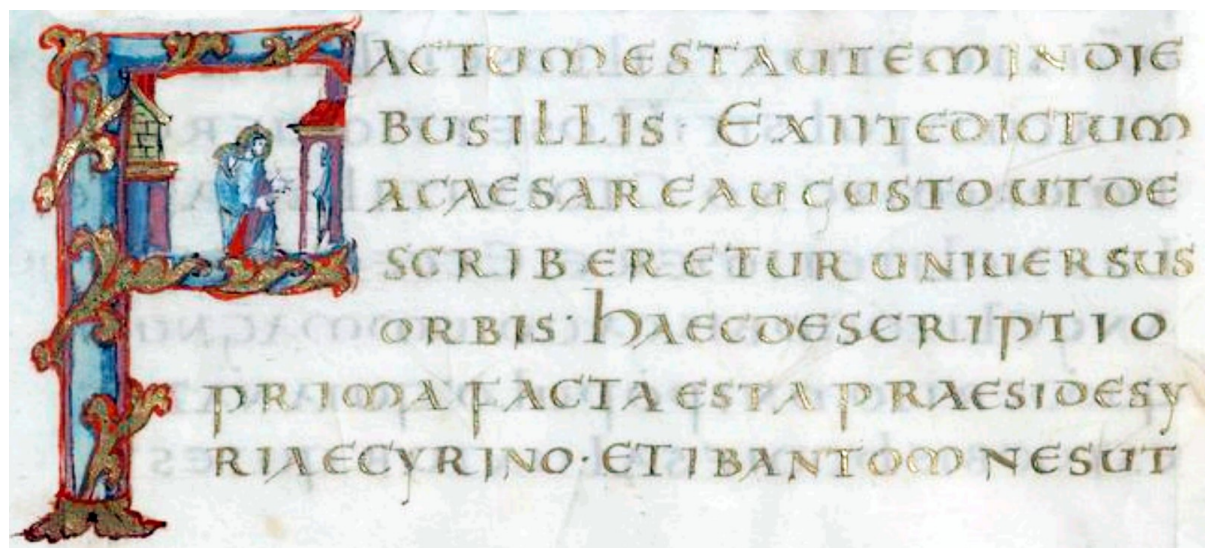 FACTUM EST AUTEM IN DIE
BUS ILLIS· EXIIT EDICTUM
A CAESARE AUGUSTO UT DE
SCRIBERETUR UNIUERSUS
ORBIS· HAEC DESCRIPTIO
PRIMA FACTA EST A PRAESIDE SY
RIAE CYRINO· ET IBANT OMNES UT